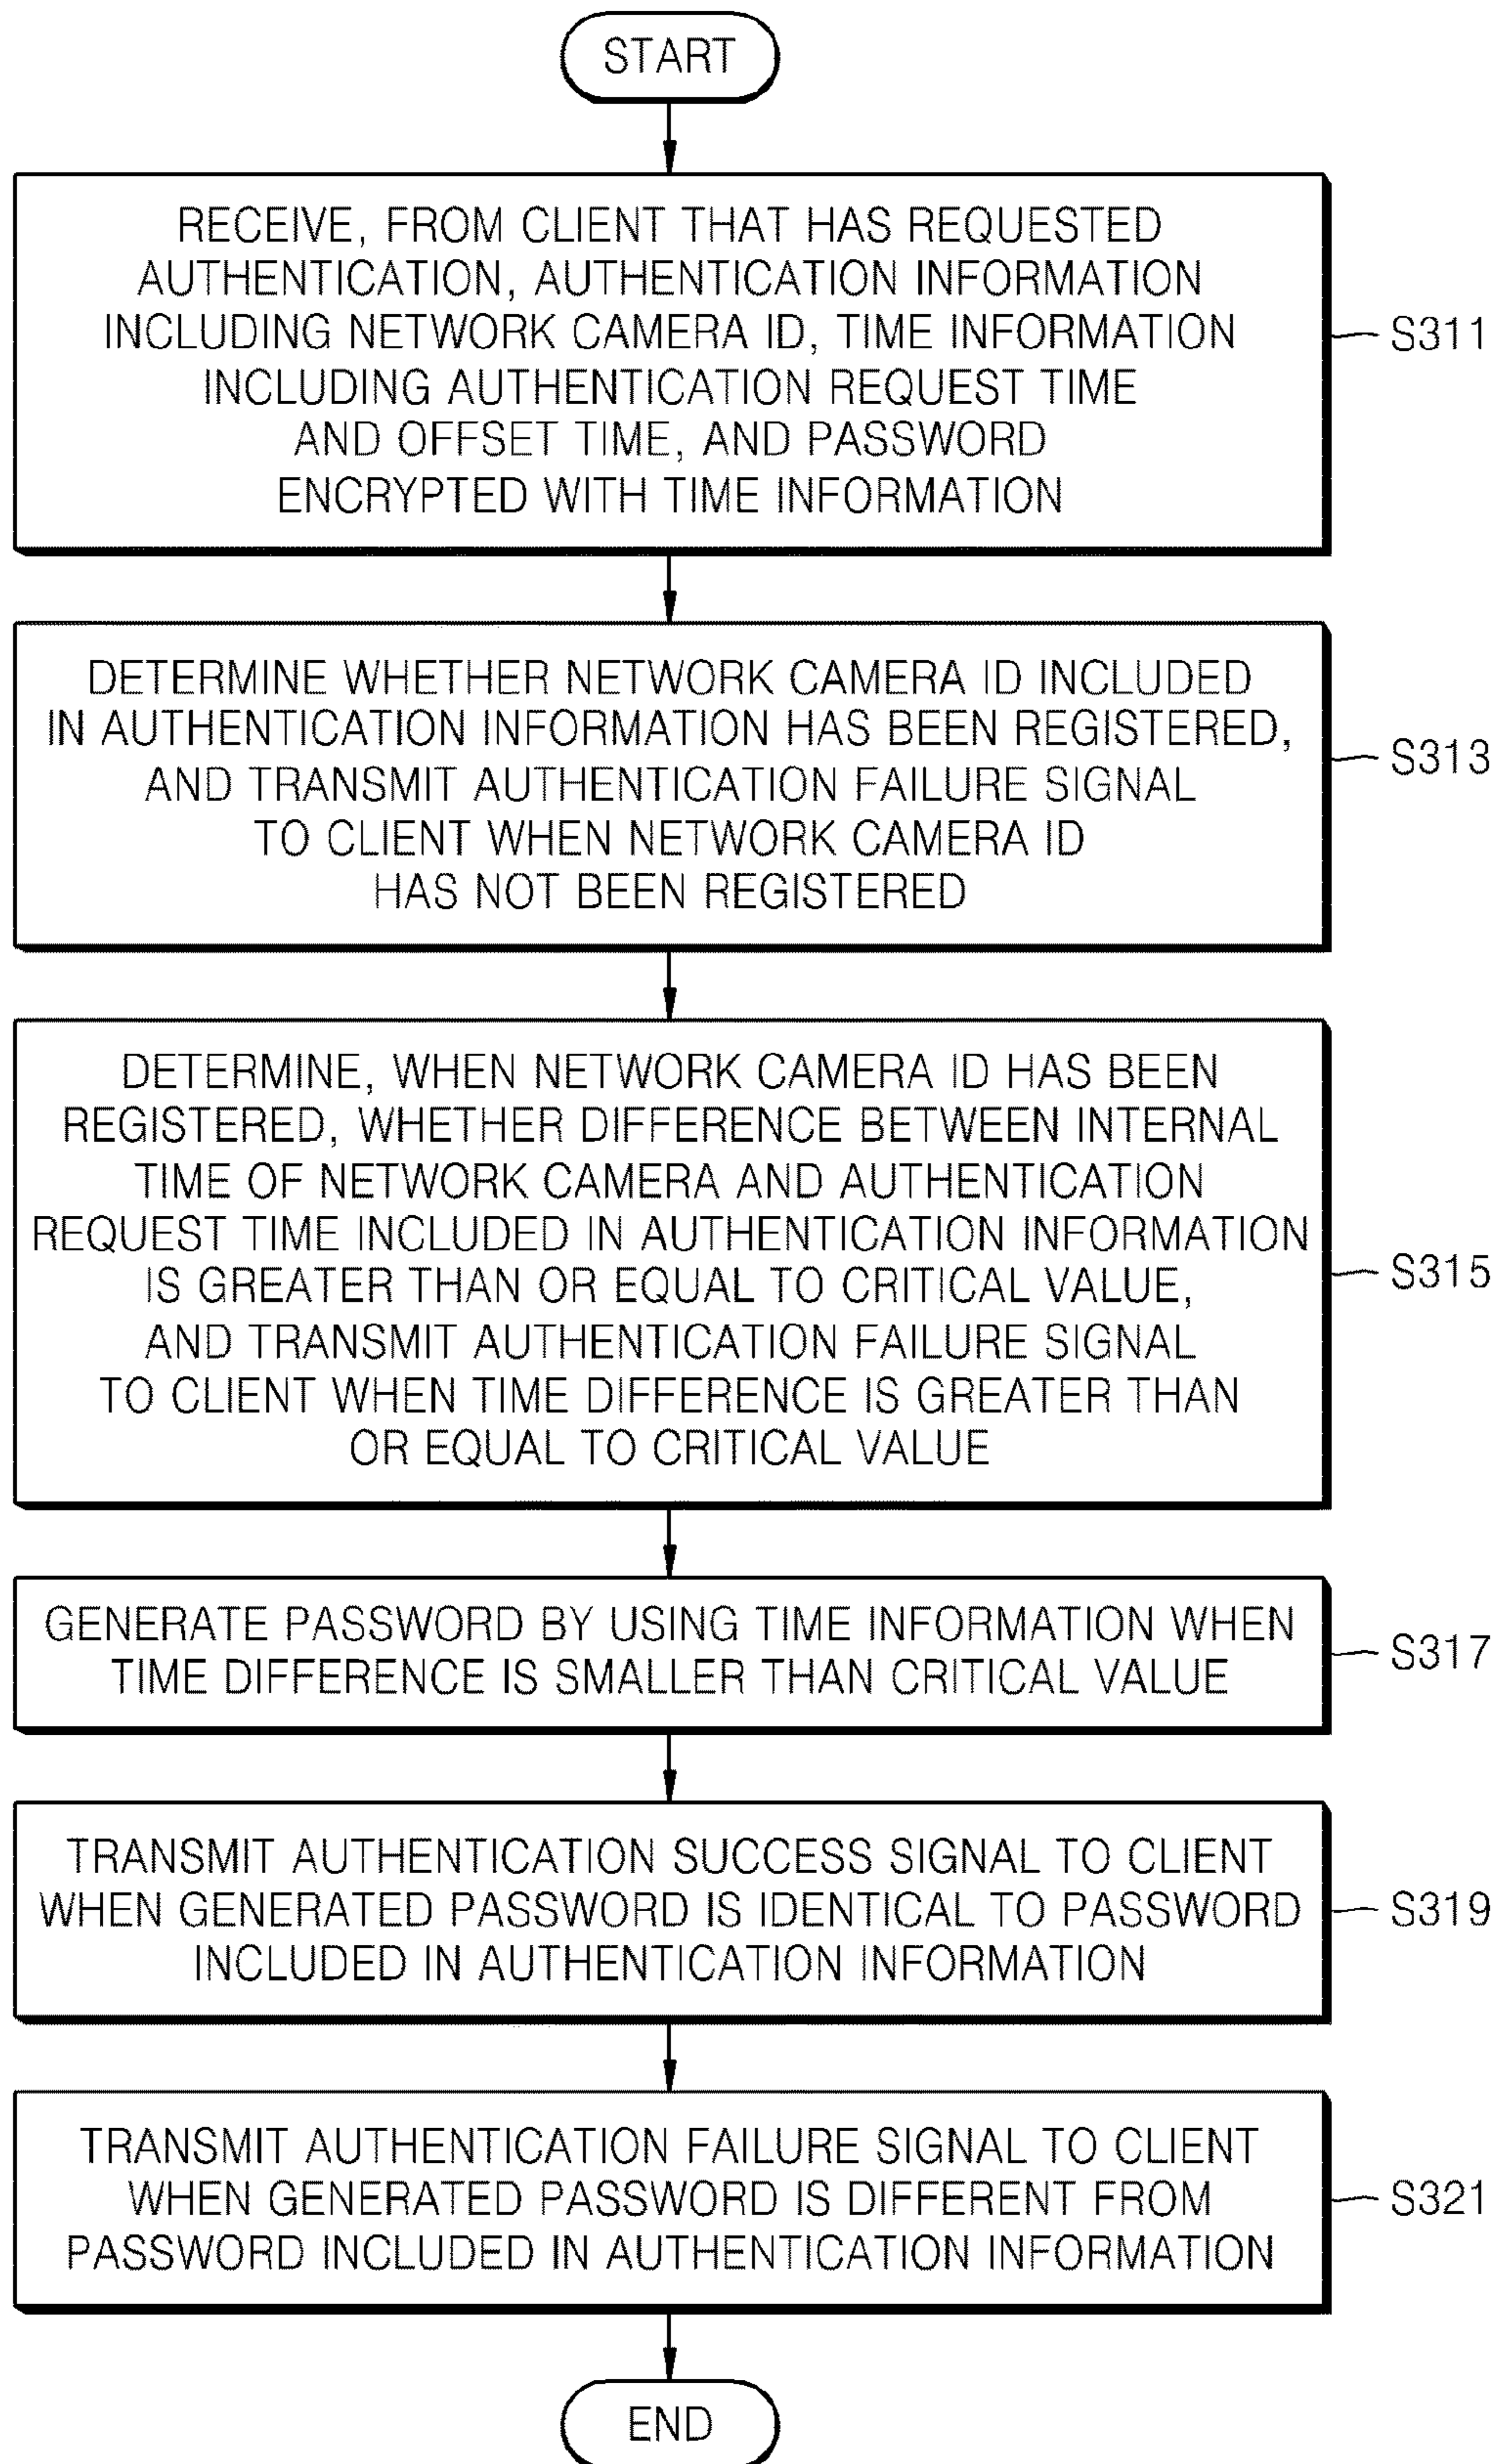 START
RECEIVE, FROM CLIENT THAT HAS REQUESTED
AUTHENTICATION, AUTHENTICATION INFORMATION
INCLUDING NETWORK CAMERA ID, TIME INFORMATION
INCLUDING AUTHENTICATION REQUEST TIME
AND OFFSET TIME, AND PASSWORD
ENCRYPTED WITH TIME INFORMATION
S311
DETERMINE WHETHER NETWORK CAMERA ID INCLUDED
IN AUTHENTICATION INFORMATION HAS BEEN REGISTERED,
AND TRANSMIT AUTHENTICATION FAILURE SIGNAL
TO CLIENT WHEN NETWORK CAMERA ID
HAS NOT BEEN REGISTERED
S313
DETERMINE, WHEN NETWORK CAMERA ID HAS BEEN
REGISTERED, WHETHER DIFFERENCE BETWEEN INTERNAL
TIME OF NETWORK CAMERA AND AUTHENTICATION
REQUEST TIME INCLUDED IN AUTHENTICATION INFORMATION
IS GREATER THAN OR EQUAL TO CRITICAL VALUE,
AND TRANSMIT AUTHENTICATION FAILURE SIGNAL
TO CLIENT WHEN TIME DIFFERENCE IS GREATER THAN
OR EQUAL TO CRITICAL VALUE
S315
GENERATE PASSWORD BY USING TIME INFORMATION WHEN
TIME DIFFERENCE IS SMALLER THAN CRITICAL VALUE
S317
TRANSMIT AUTHENTICATION SUCCESS SIGNAL TO CLIENT
WHEN GENERATED PASSWORD IS IDENTICAL TO PASSWORD
INCLUDED IN AUTHENTICATION INFORMATION
S319
TRANSMIT AUTHENTICATION FAILURE SIGNAL TO CLIENT
WHEN GENERATED PASSWORD IS DIFFERENT FROM
PASSWORD INCLUDED IN AUTHENTICATION INFORMATION
S321
END